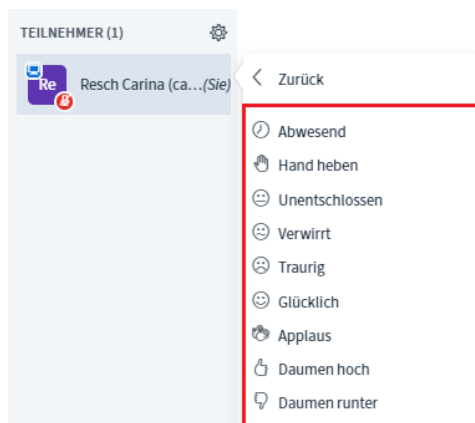 TEILNEHMER (1)
Re
Resch Carina (ca...(Sie)
Zurück
Abwesend
Hand heben
Unentschlossen
Verwirrt
Traurig
Glücklich
Applaus
Daumen hoch
Daumen runter